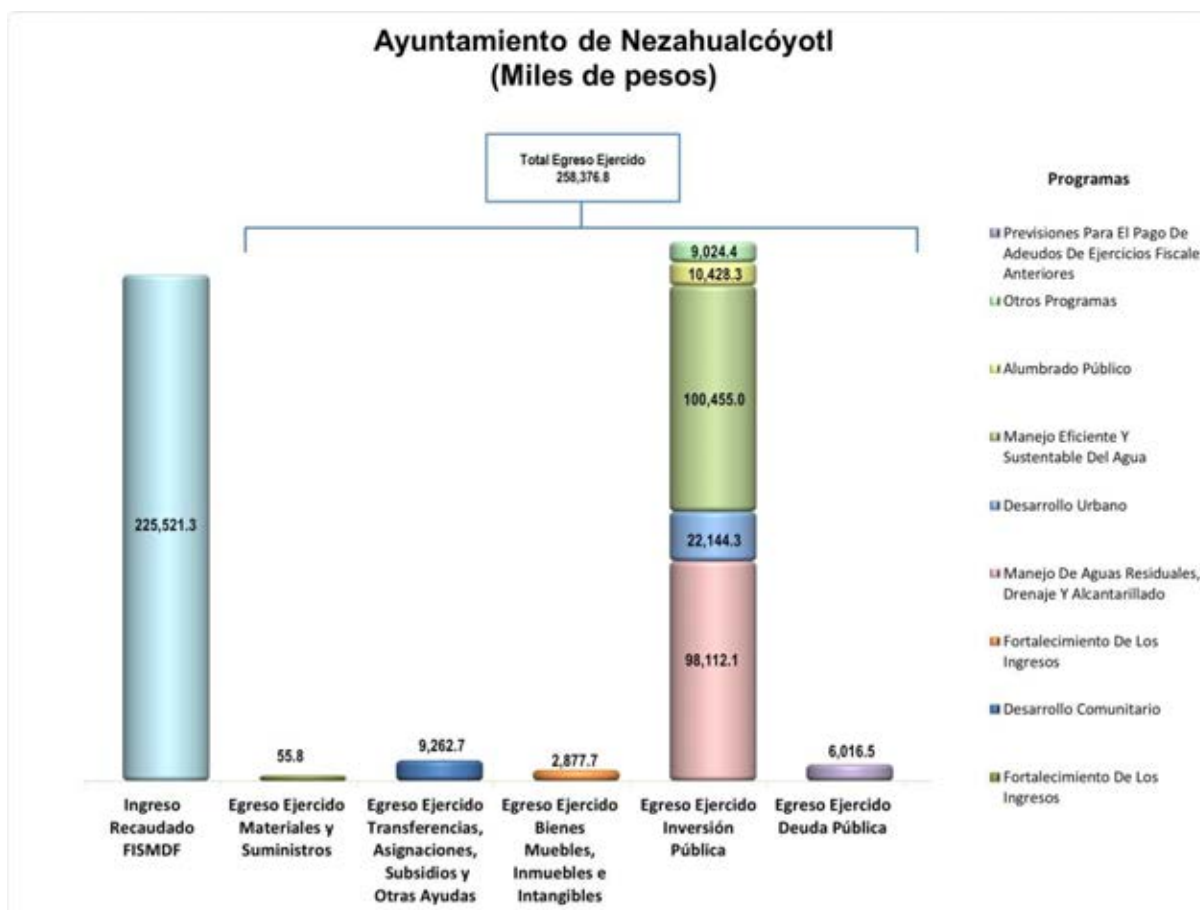 Ayuntamiento de Nezahualcóyotl
(Miles de pesos)
Total Egreso Ejercido
258,376.8
225,521.3
55.8
9,262.7
2,877.7
9,024.4
10,428.3
100,455.0
22,144.3
98,112.1
6,016.5
Ingreso
Recaudado
FISMDF
Egreso Ejercido
Materiales y
Suministros
Egreso Ejercido
Transferencias,
Asignaciones,
Subsidios y
Otras Ayudas
Egreso Ejercido
Bienes
Muebles,
Inmuebles e
Intangibles
Egreso Ejercido
Inversión
Pública
Egreso Ejercido
Deuda Pública
Programas
Previsiones Para El Pago De
Adeudos De Ejercicios Fiscale
Anteriores
Otros Programas
Alumbrado Público
Manejo Eficiente Y
Sustentable Del Agua
Desarrollo Urbano
Manejo De Aguas Residuales,
Drenaje Y Alcantarillado
Fortalecimiento De Los
Ingresos
Desarrollo Comunitario
Fortalecimiento De Los
Ingresos